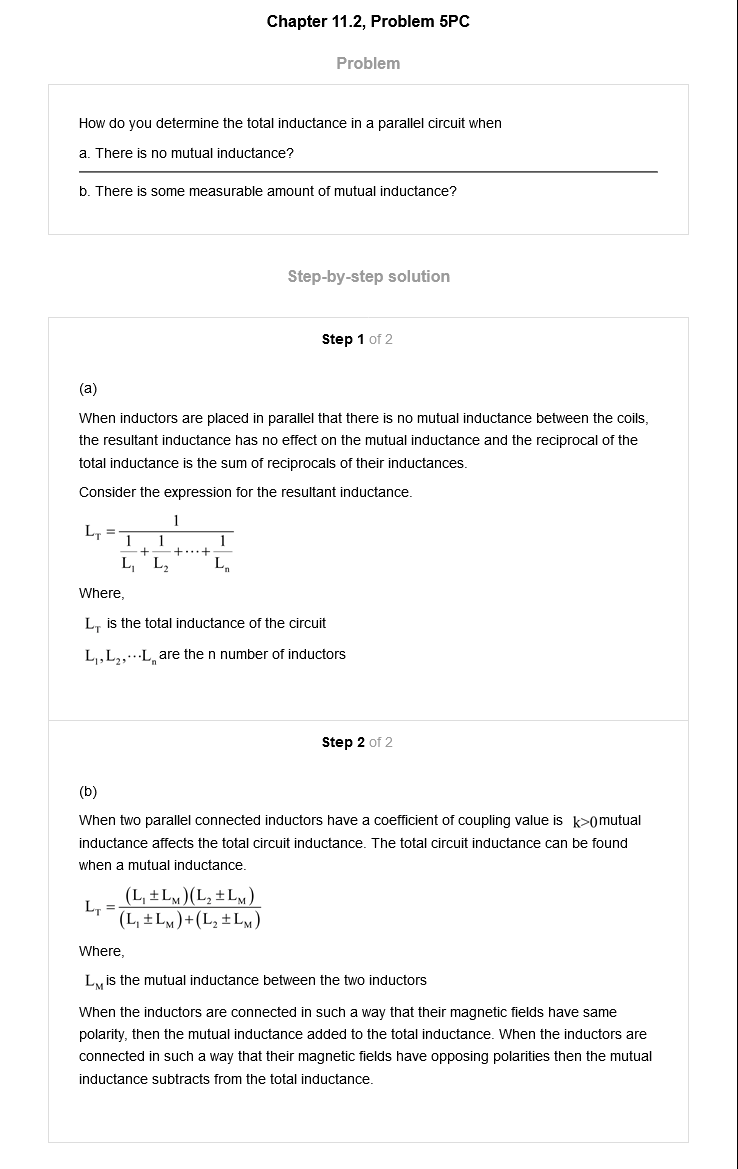 Chapter 11.2, Problem 5PC
Problem
How do you determine the total inductance in a parallel circuit when
a. There is no mutual inductance?
b. There is some measurable amount of mutual inductance?
Step-by-step solution
Step 1 of 2
(a)
When inductors are placed in parallel that there is no mutual inductance between the coils,
the resultant inductance has no effect on the mutual inductance and the reciprocal of the
total inductance is the sum of reciprocals of their inductances.
Consider the expression for the resultant inductance.
L_T = 1 / (1/L_1 + 1/L_2 + ⋯ + 1/L_n)
Where,
L_T is the total inductance of the circuit
L_1, L_2, ⋯L_n are the n number of inductors
Step 2 of 2
(b)
When two parallel connected inductors have a coefficient of coupling value is k>0 mutual
inductance affects the total circuit inductance. The total circuit inductance can be found
when a mutual inductance.
L_T = (L_1 ± L_M)(L_2 ± L_M) / ((L_1 ± L_M)+(L_2 ± L_M))
Where,
L_M is the mutual inductance between the two inductors
When the inductors are connected in such a way that their magnetic fields have same
polarity, then the mutual inductance added to the total inductance. When the inductors are
connected in such a way that their magnetic fields have opposing polarities then the mutual
inductance subtracts from the total inductance.